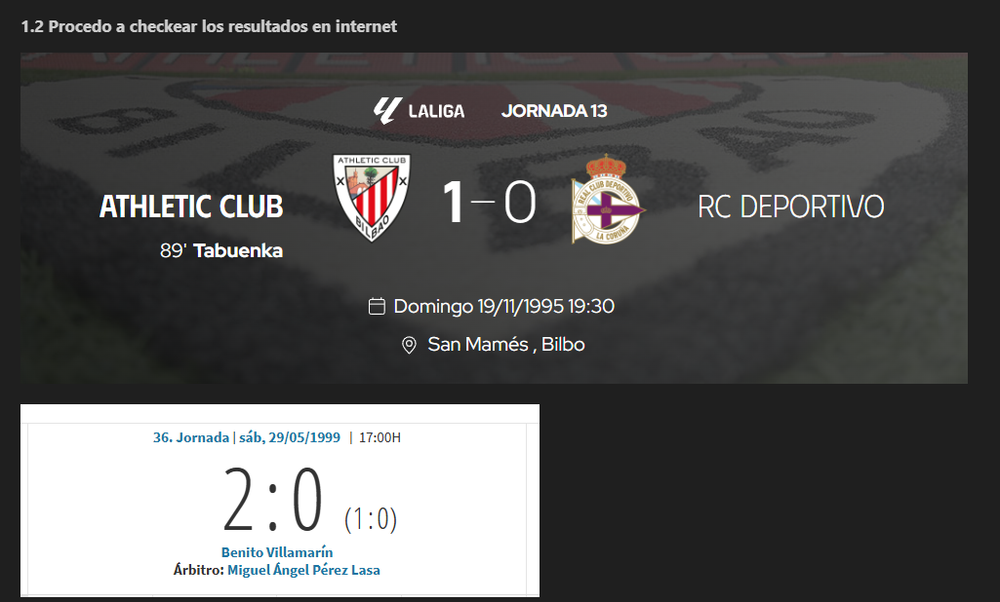 1.2 Procedo a checkear los resultados en internet
LALIGA JORNADA 13
ATHLETIC CLUB
BILBAO
ATHLETIC CLUB 1 – 0 RC DEPORTIVO
REAL CLUB DEPORTIVO
LA CORUÑA
89' Tabuenka
Domingo 19/11/1995 19:30
San Mamés , Bilbo
36. Jornada | sáb, 29/05/1999 | 17:00H
2:0 (1:0)
Benito Villamarín
Árbitro: Miguel Ángel Pérez Lasa